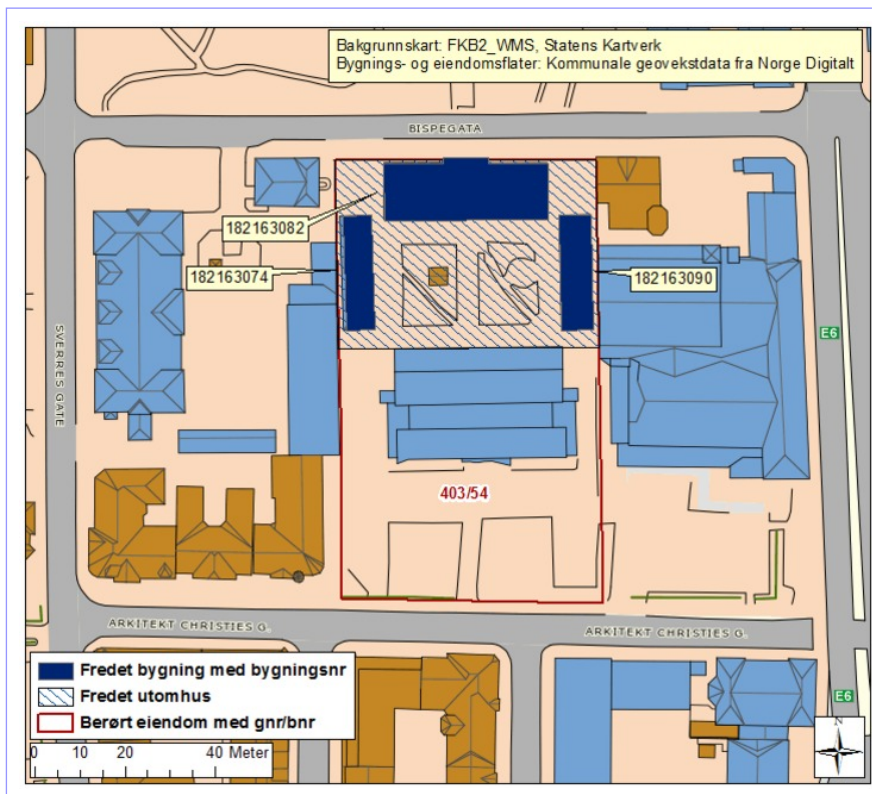 Bakgrunnskart: FKB2_WMS, Statens Kartverk
Bygnings- og eiendomsflater: Kommunale geovekstdata fra Norge Digitalt
BISPEGATA
182163082
182163074
182163090
E6
SVERRES GATE
403/54
ARKITEKT CHRISTIES G.
ARKITEKT CHRISTIES G.
Fredet bygning med bygningsnr
Fredet utomhus
Berørt eiendom med gnr/bnr
0 10 20 40 Meter
E6
N